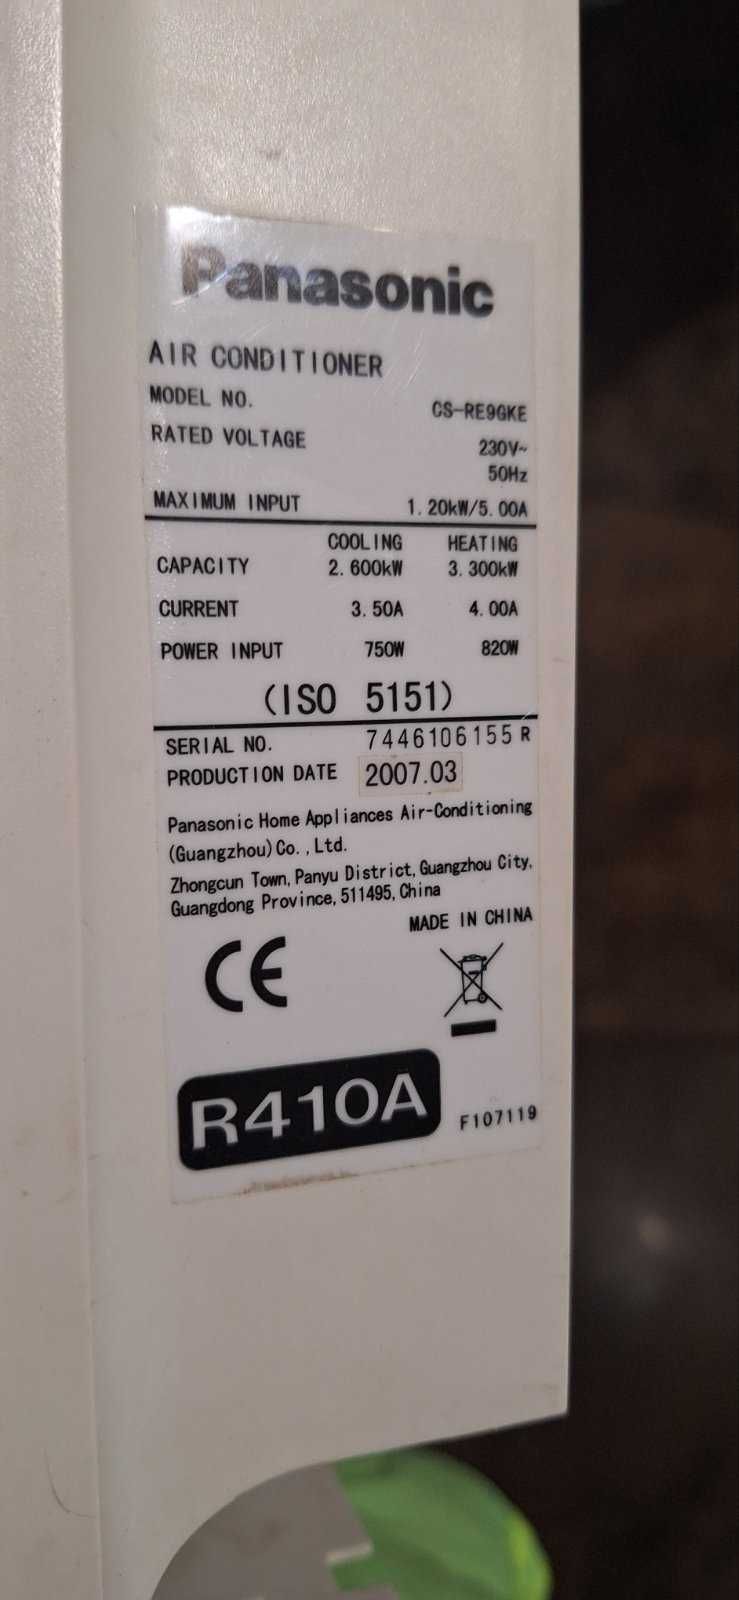 Panasonic
AIR CONDITIONER
MODEL NO. CS-RE9GKE
RATED VOLTAGE 230V~
50Hz
MAXIMUM INPUT 1.20kW/5.00A
COOLING HEATING
CAPACITY 2.600kW 3.300kW
CURRENT 3.50A 4.00A
POWER INPUT 750W 820W
(ISO 5151)
SERIAL NO. 7446106155 R
PRODUCTION DATE 2007.03
Panasonic Home Appliances Air-Conditioning
(Guangzhou)Co.,Ltd.
Zhongcun Town, Panyu District, Guangzhou City,
Guangdong Province, 511495, China
MADE IN CHINA
CE
R410A F107119